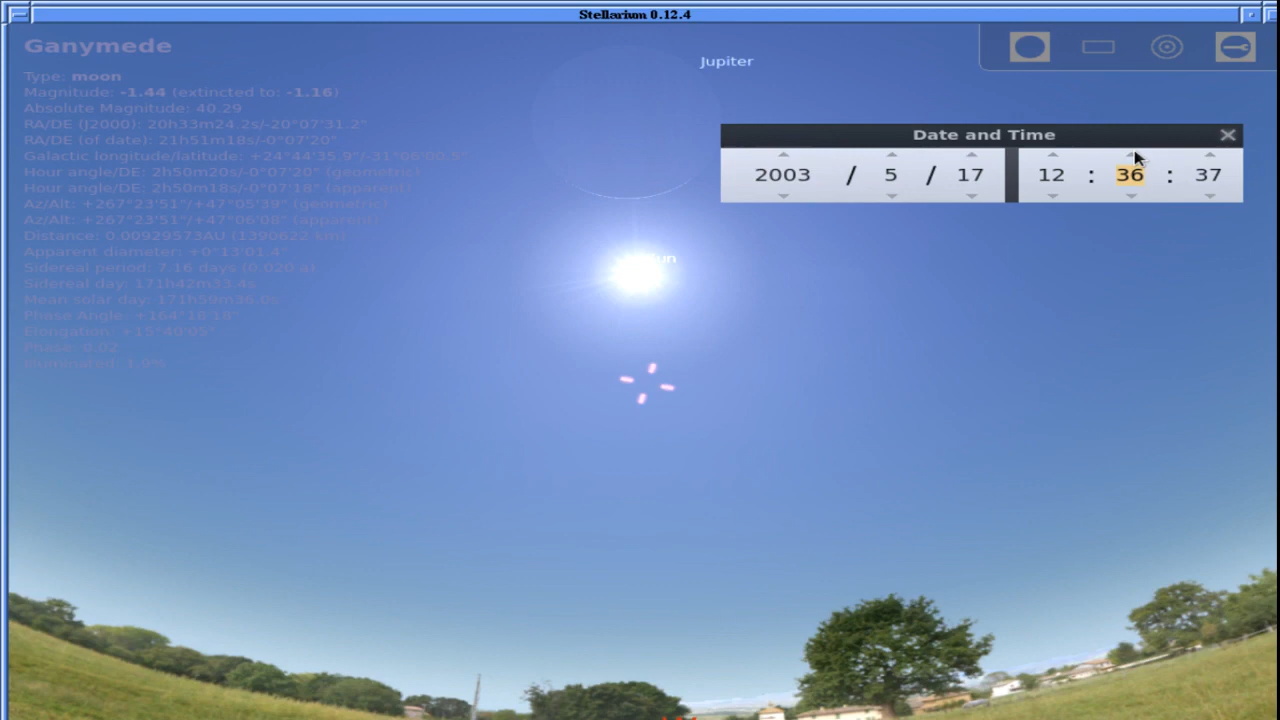 Stellarium 0.12.4
Ganymede
Type: moon
Magnitude: -1.44 (extincted to: -1.16)
Absolute Magnitude: 40.29
RA/DE (J2000): 20h33m24.2s/-20°07'31.2"
RA/DE (of date): 21h51m18s/-0°07'20"
Galactic longitude/latitude: +24°44'35.9"/-31°06'00.5"
Hour angle/DE: 2h50m20s/-0°07'20" (geometric)
Hour angle/DE: 2h50m18s/-0°07'18" (apparent)
Az/Alt: +267°23'51"/+47°05'39" (geometric)
Az/Alt: +267°23'51"/+47°06'08" (apparent)
Distance: 0.00929573AU (1390622 km)
Apparent diameter: +0°13'01.4"
Sidereal period: 7.16 days (0.020 a)
Sidereal day: 171h42m33.4s
Mean solar day: 171h59m36.0s
Phase Angle: +164°18'18"
Elongation: +15°40'05"
Phase: 0.02
Illuminated: 1.9%
Jupiter
Date and Time
2003 / 5 / 17 12 : 36 : 37